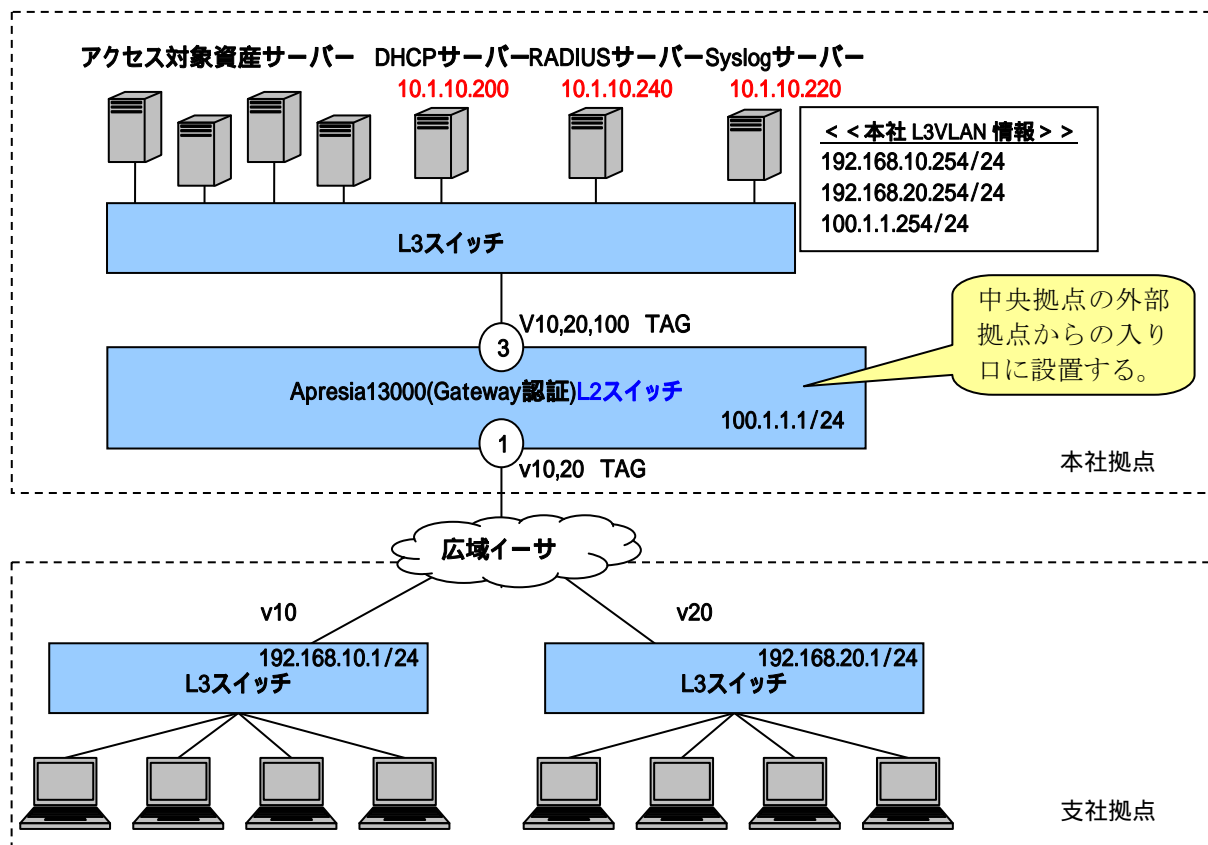 アクセス対象資産サーバー DHCPサーバー RADIUSサーバー Syslogサーバー
10.1.10.200 10.1.10.240 10.1.10.220
<<本社 L3VLAN 情報>>
192.168.10.254/24
192.168.20.254/24
100.1.1.254/24
L3スイッチ
V10,20,100 TAG
3
中央拠点の外部
拠点からの入り
口に設置する。
Apresia13000(Gateway認証)L2スイッチ
100.1.1.1/24
1
v10,20 TAG
本社拠点
広域イーサ
v10 v20
192.168.10.1/24
L3スイッチ
192.168.20.1/24
L3スイッチ
支社拠点